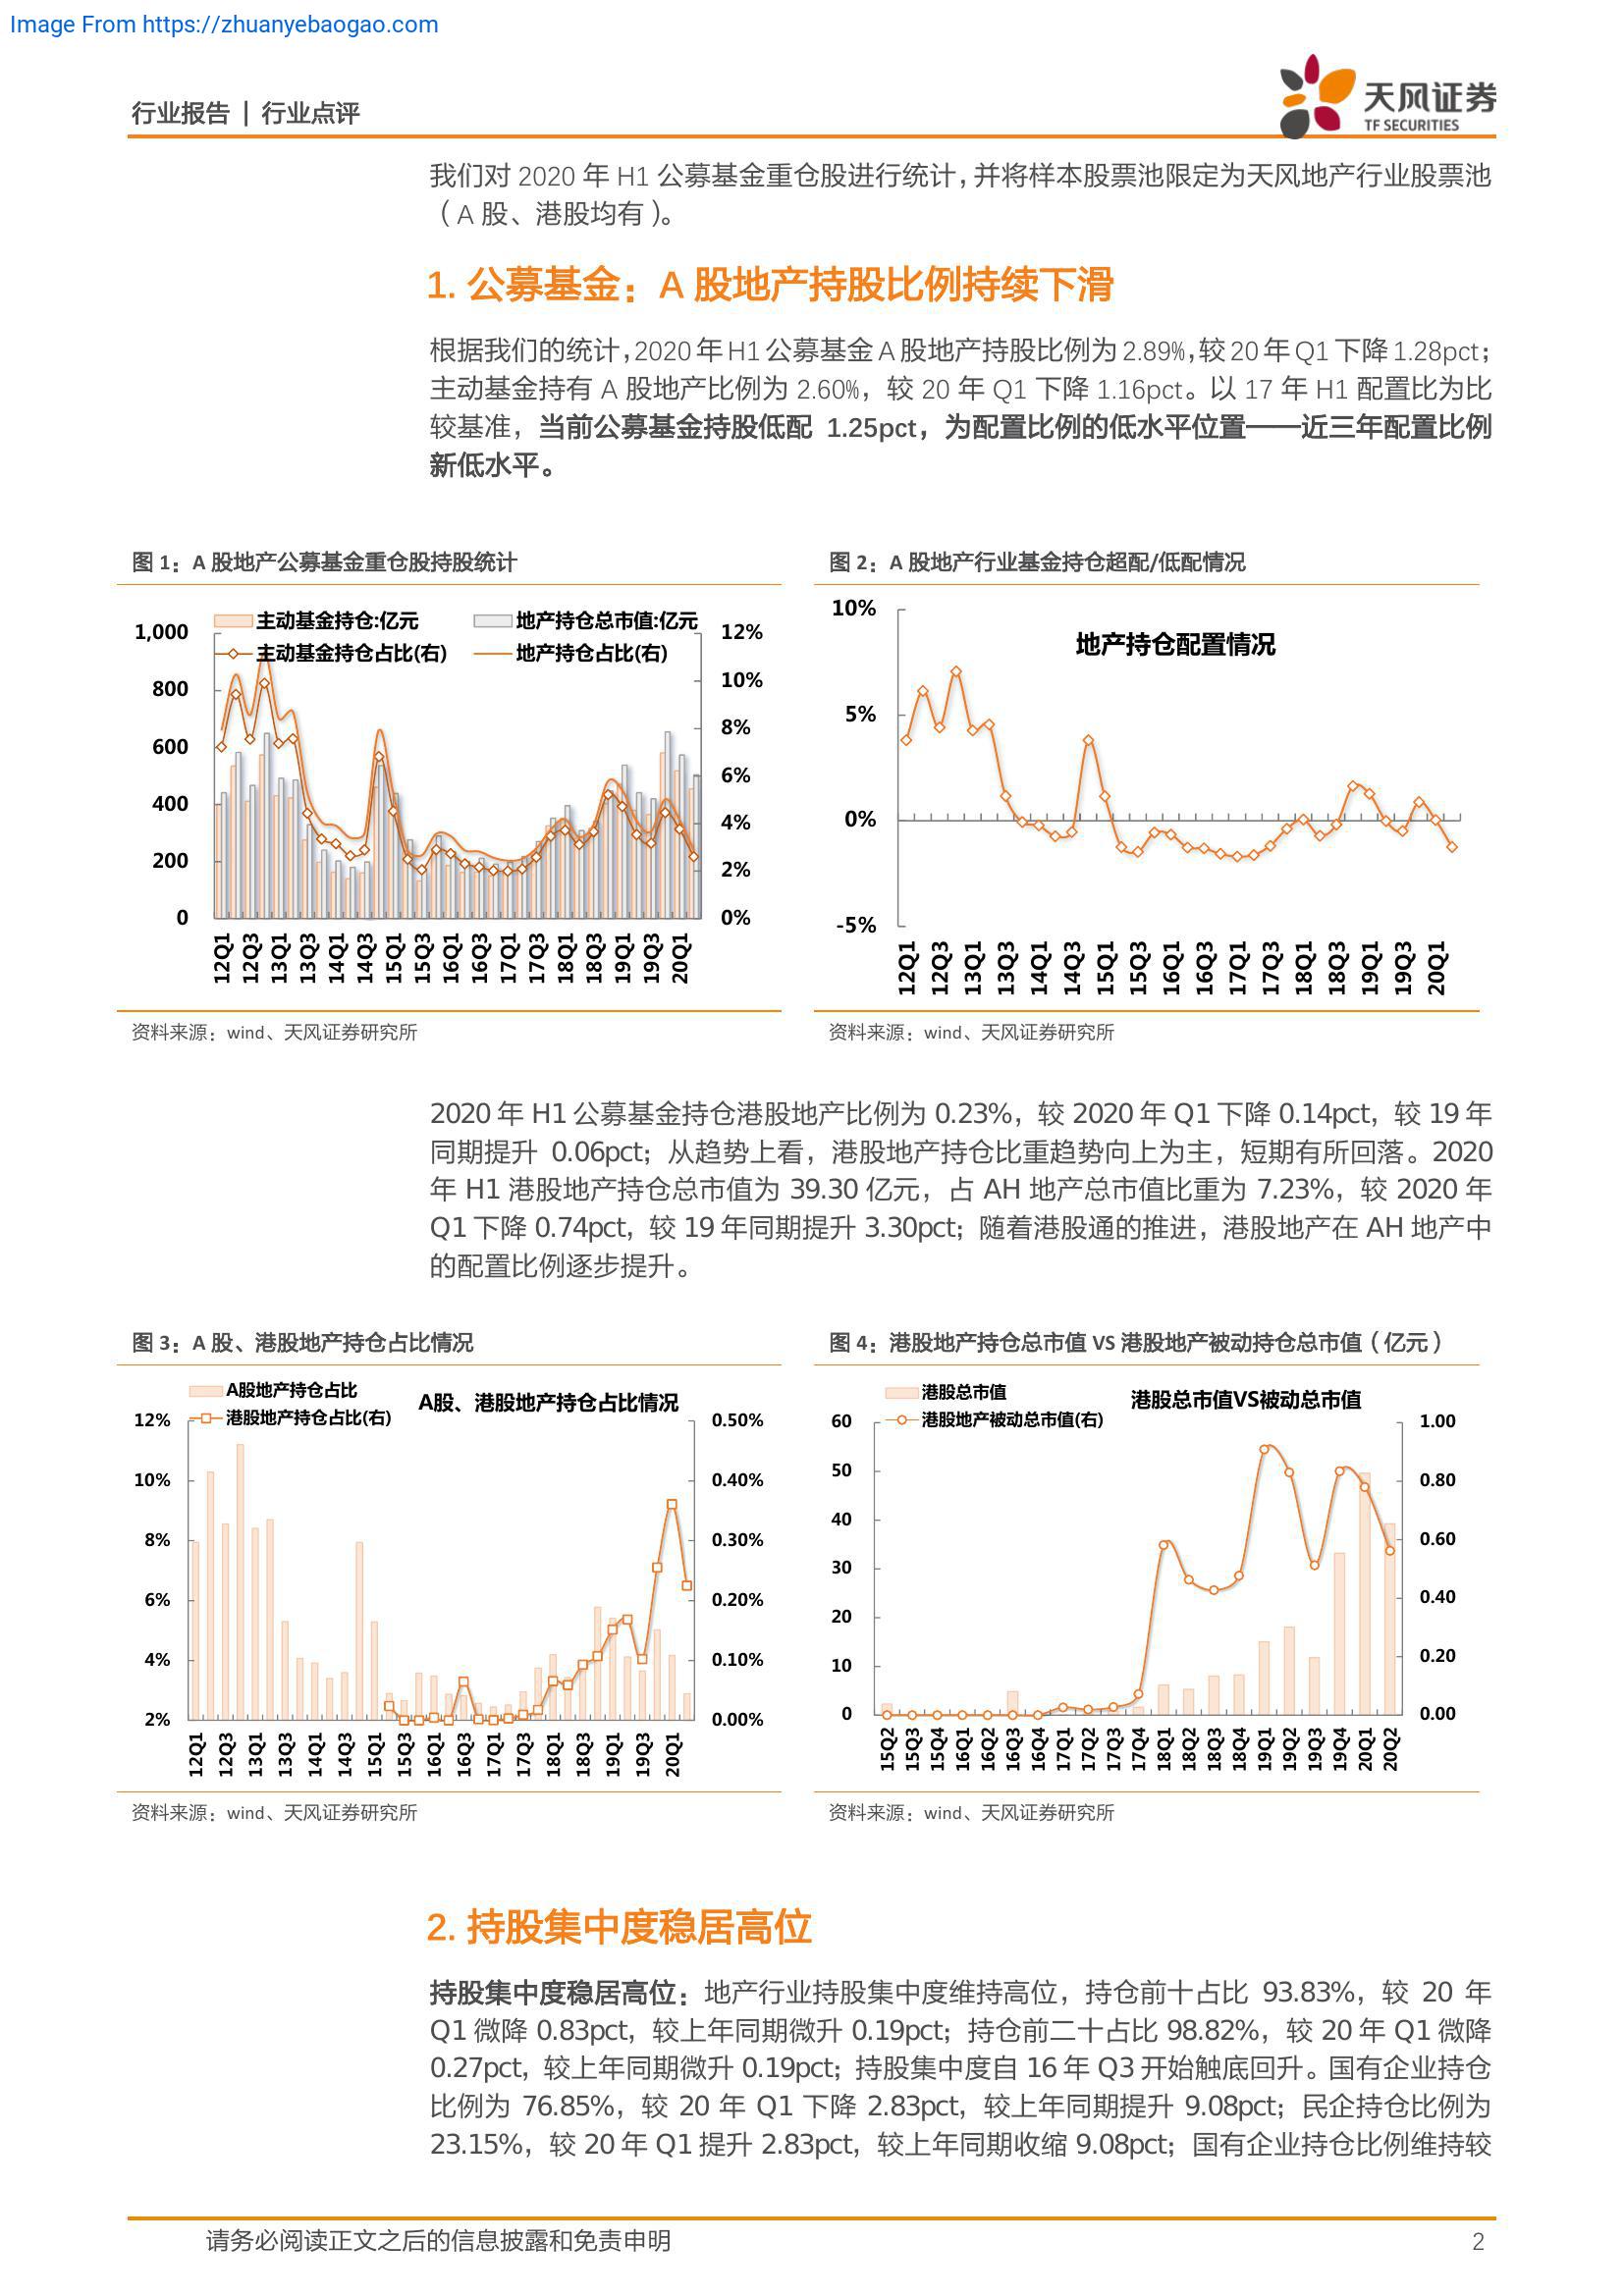 Image From https://zhuanyebaogao.com
行业报告 | 行业点评
天风证券
TF SECURITIES
我们对 2020 年 H1 公募基金重仓股进行统计，并将样本股票池限定为天风地产行业股票池
（A 股、港股均有）。
1. 公募基金：A 股地产持股比例持续下滑
根据我们的统计，2020 年 H1 公募基金 A 股地产持股比例为 2.89%，较 20 年 Q1 下降 1.28pct；
主动基金持有 A 股地产比例为 2.60%，较 20 年 Q1 下降 1.16pct。以 17 年 H1 配置比为比
较基准，当前公募基金持股低配 1.25pct，为配置比例的低水平位置——近三年配置比例
新低水平。
图 1：A 股地产公募基金重仓股持股统计
主动基金持仓:亿元
地产持仓总市值:亿元
主动基金持仓占比(右)
地产持仓占比(右)
1,000
800
600
400
200
0
12%
10%
8%
6%
4%
2%
0%
12Q1
12Q3
13Q1
13Q3
14Q1
14Q3
15Q1
15Q3
16Q1
16Q3
17Q1
17Q3
18Q1
18Q3
19Q1
19Q3
20Q1
资料来源：wind、天风证券研究所
图 2：A 股地产行业基金持仓超配/低配情况
地产持仓配置情况
10%
5%
0%
-5%
12Q1
12Q3
13Q1
13Q3
14Q1
14Q3
15Q1
15Q3
16Q1
16Q3
17Q1
17Q3
18Q1
18Q3
19Q1
19Q3
20Q1
资料来源：wind、天风证券研究所
2020 年 H1 公募基金持仓港股地产比例为 0.23%，较 2020 年 Q1 下降 0.14pct，较 19 年
同期提升 0.06pct；从趋势上看，港股地产持仓比重趋势向上为主，短期有所回落。2020
年 H1 港股地产持仓总市值为 39.30 亿元，占 AH 地产总市值比重为 7.23%，较 2020 年
Q1 下降 0.74pct，较 19 年同期提升 3.30pct；随着港股通的推进，港股地产在 AH 地产中
的配置比例逐步提升。
图 3：A 股、港股地产持仓占比情况
A股地产持仓占比
港股地产持仓占比(右)
A股、港股地产持仓占比情况
12%
10%
8%
6%
4%
2%
0.50%
0.40%
0.30%
0.20%
0.10%
0.00%
12Q1
12Q3
13Q1
13Q3
14Q1
14Q3
15Q1
15Q3
16Q1
16Q3
17Q1
17Q3
18Q1
18Q3
19Q1
19Q3
20Q1
资料来源：wind、天风证券研究所
图 4：港股地产持仓总市值 VS 港股地产被动持仓总市值（亿元）
港股总市值
港股地产被动总市值(右)
港股总市值VS被动总市值
60
50
40
30
20
10
0
1.00
0.80
0.60
0.40
0.20
0.00
15Q2
15Q3
15Q4
16Q1
16Q2
16Q3
16Q4
17Q1
17Q2
17Q3
17Q4
18Q1
18Q2
18Q3
18Q4
19Q1
19Q2
19Q3
19Q4
20Q1
20Q2
资料来源：wind、天风证券研究所
2. 持股集中度稳居高位
持股集中度稳居高位：地产行业持股集中度维持高位，持仓前十占比 93.83%，较 20 年
Q1 微降 0.83pct，较上年同期微升 0.19pct；持仓前二十占比 98.82%，较 20 年 Q1 微降
0.27pct，较上年同期微升 0.19pct；持股集中度自 16 年 Q3 开始触底回升。国有企业持仓
比例为 76.85%，较 20 年 Q1 下降 2.83pct，较上年同期提升 9.08pct；民企持仓比例为
23.15%，较 20 年 Q1 提升 2.83pct，较上年同期收缩 9.08pct；国有企业持仓比例维持较
请务必阅读正文之后的信息披露和免责申明
2